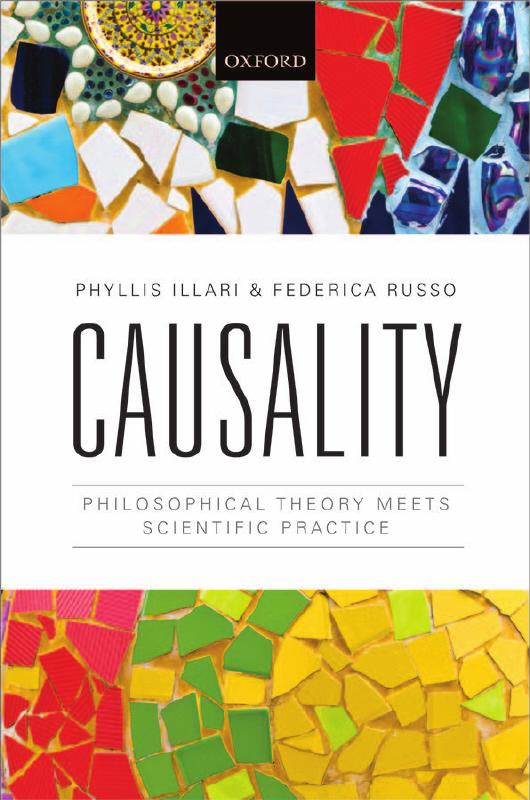 OXFORD
PHYLLIS ILLARI & FEDERICA RUSSO
CAUSALITY
PHILOSOPHICAL THEORY MEETS
SCIENTIFIC PRACTICE